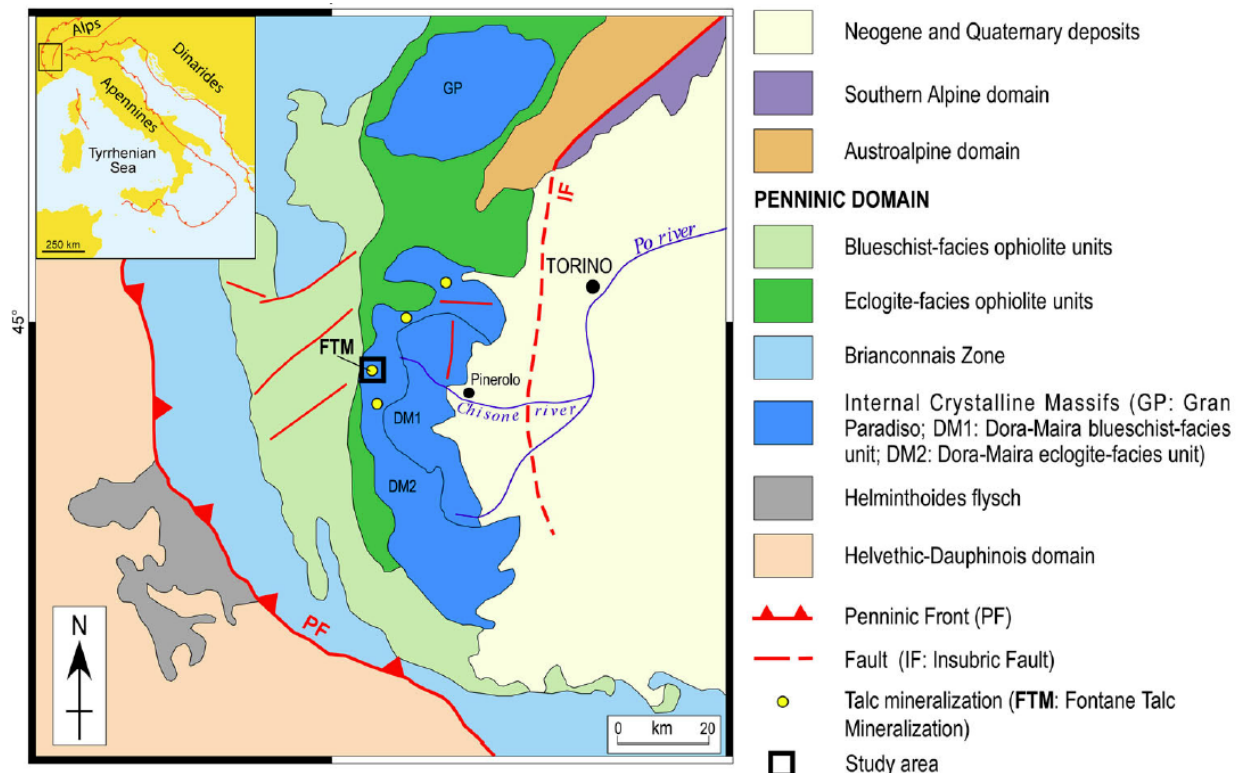 Alps
Dinarides
Apennines
Tyrrhenian
Sea
250 km
GP
IF
Po river
TORINO
45°
FTM
Pinerolo
Chisone river
DM1
DM2
PF
N
0 km 20
Neogene and Quaternary deposits
Southern Alpine domain
Austroalpine domain
PENNINIC DOMAIN
Blueschist-facies ophiolite units
Eclogite-facies ophiolite units
Brianconnais Zone
Internal Crystalline Massifs (GP: Gran
Paradiso; DM1: Dora-Maira blueschist-facies
unit; DM2: Dora-Maira eclogite-facies unit)
Helminthoides flysch
Helvethic-Dauphinois domain
Penninic Front (PF)
Fault (IF: Insubric Fault)
Talc mineralization (FTM: Fontane Talc
Mineralization)
Study area